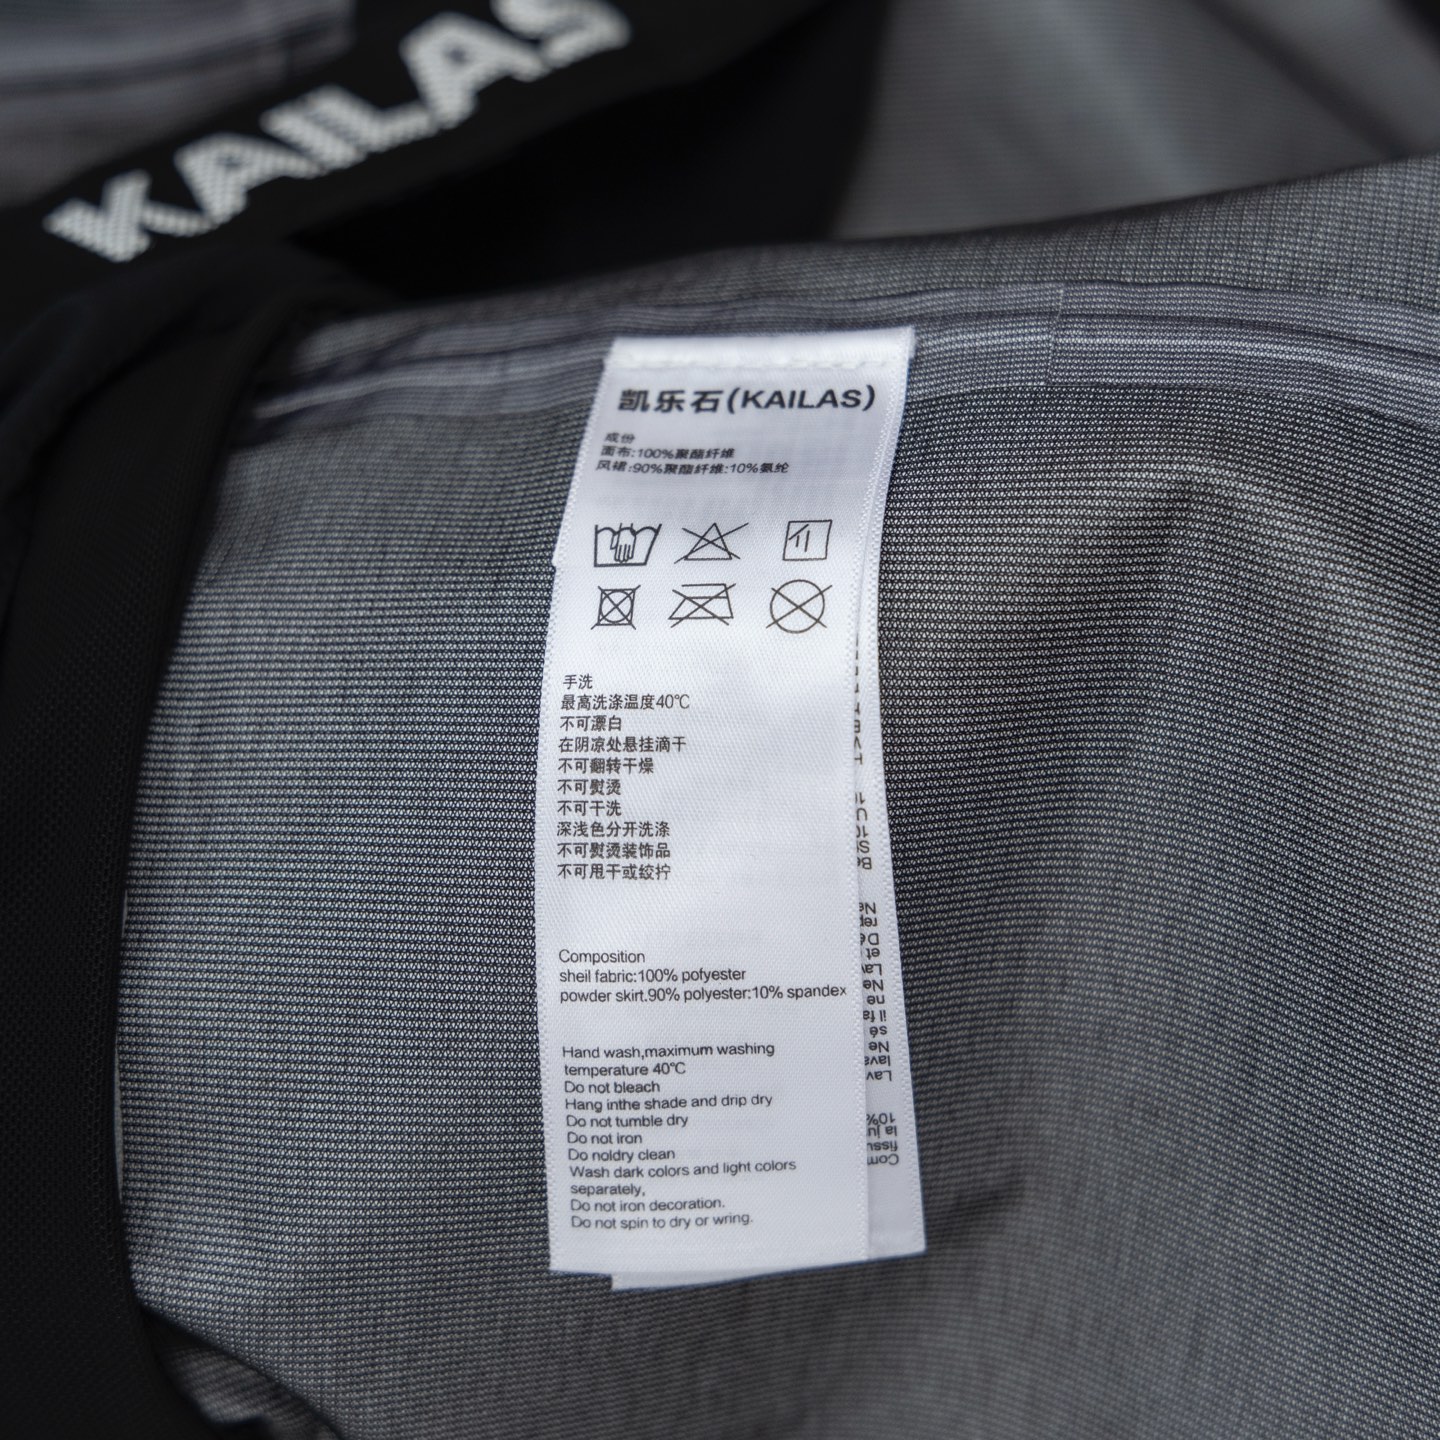 KAILAS
凯乐石(KAILAS)
成份
面布:100%聚酯纤维
风裙:90%聚酯纤维:10%氨纶
手洗
最高洗涤温度40℃
不可漂白
在阴凉处悬挂滴干
不可翻转干燥
不可熨烫
不可干洗
深浅色分开洗涤
不可熨烫装饰品
不可甩干或绞拧
Composition
sheil fabric:100% polyester
powder skirt.90% polyester:10% spandex
Hand wash,maximum washing
temperature 40℃
Do not bleach
Hang inthe shade and drip dry
Do not tumble dry
Do not iron
Do noldry clean
Wash dark colors and light colors
separately,
Do not iron decoration.
Do not spin to dry or wring.